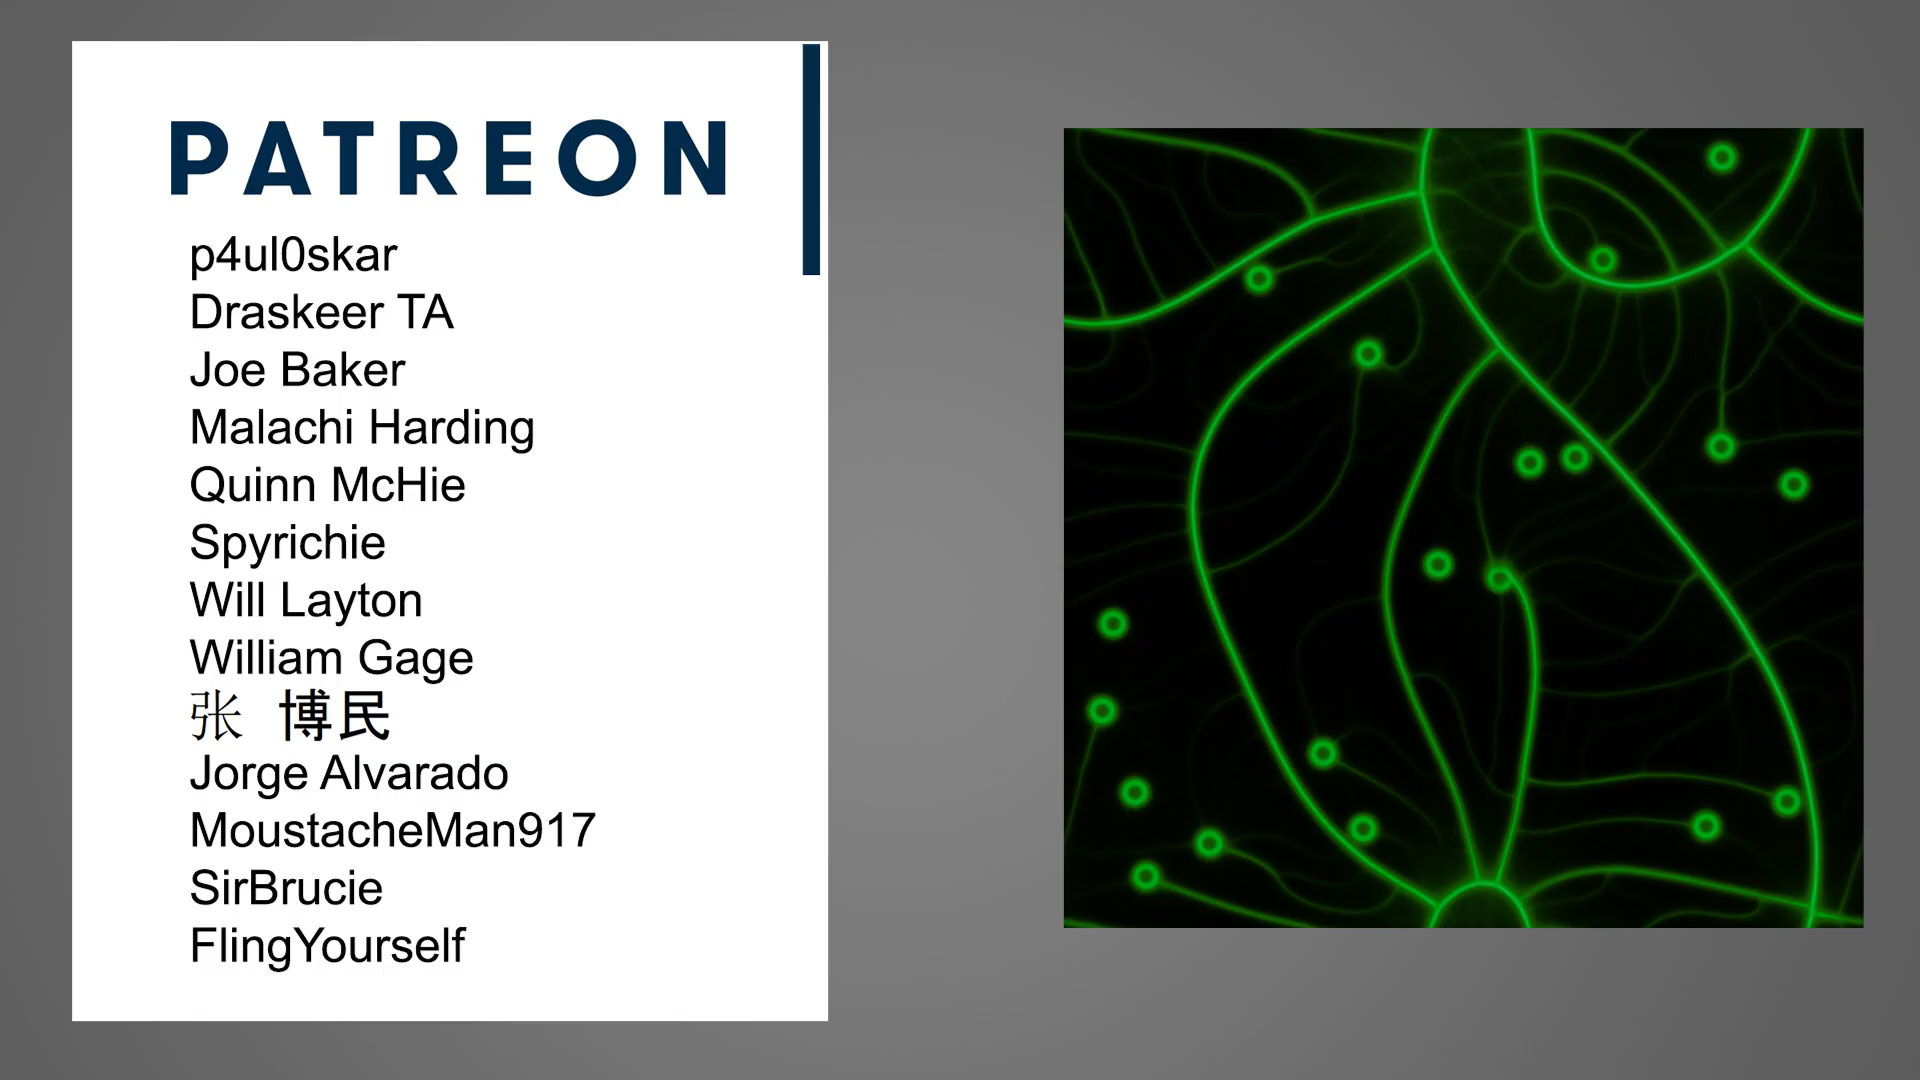 PATREON
p4ul0skar
Draskeer TA
Joe Baker
Malachi Harding
Quinn McHie
Spyrichie
Will Layton
William Gage
张 博民
Jorge Alvarado
MoustacheMan917
SirBrucie
FlingYourself